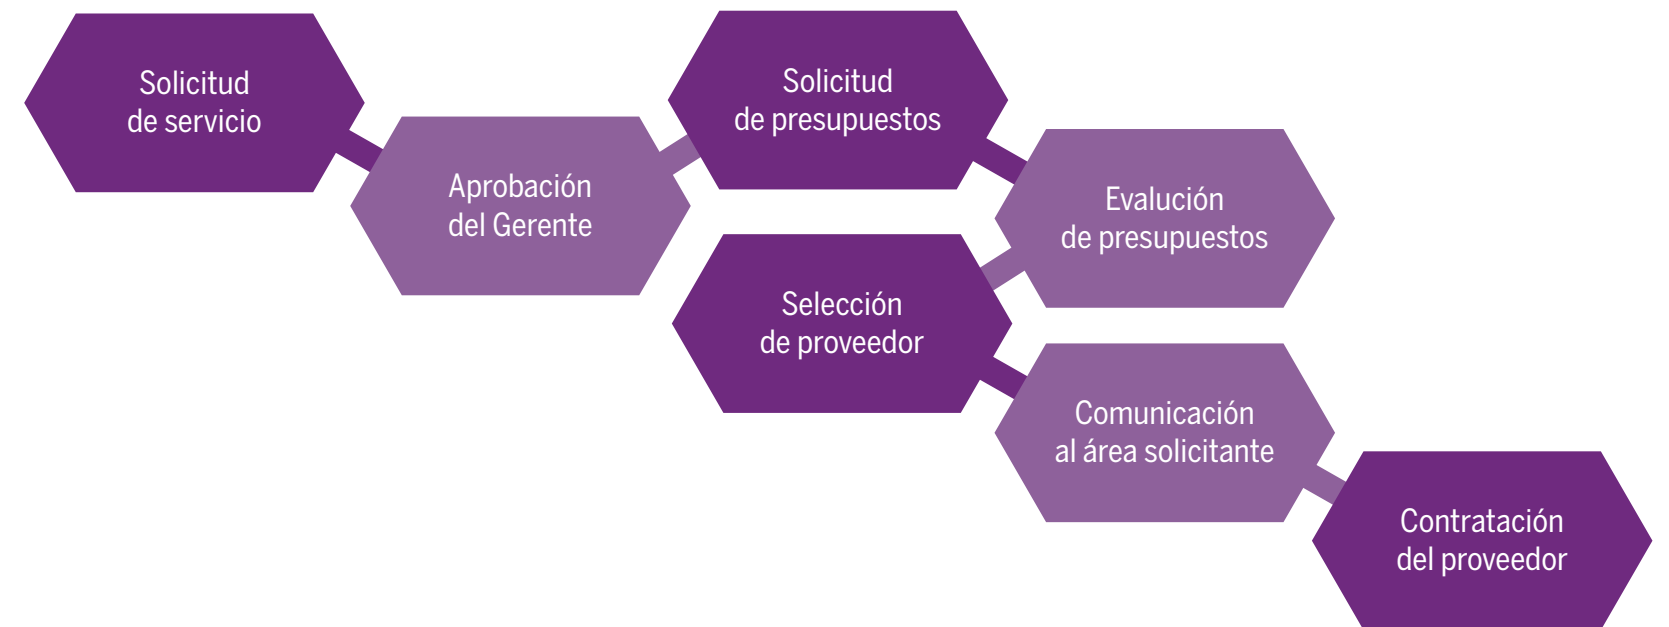 Solicitud
de servicio
Aprobación
del Gerente
Solicitud
de presupuestos
Evalución
de presupuestos
Selección
de proveedor
Comunicación
al área solicitante
Contratación
del proveedor